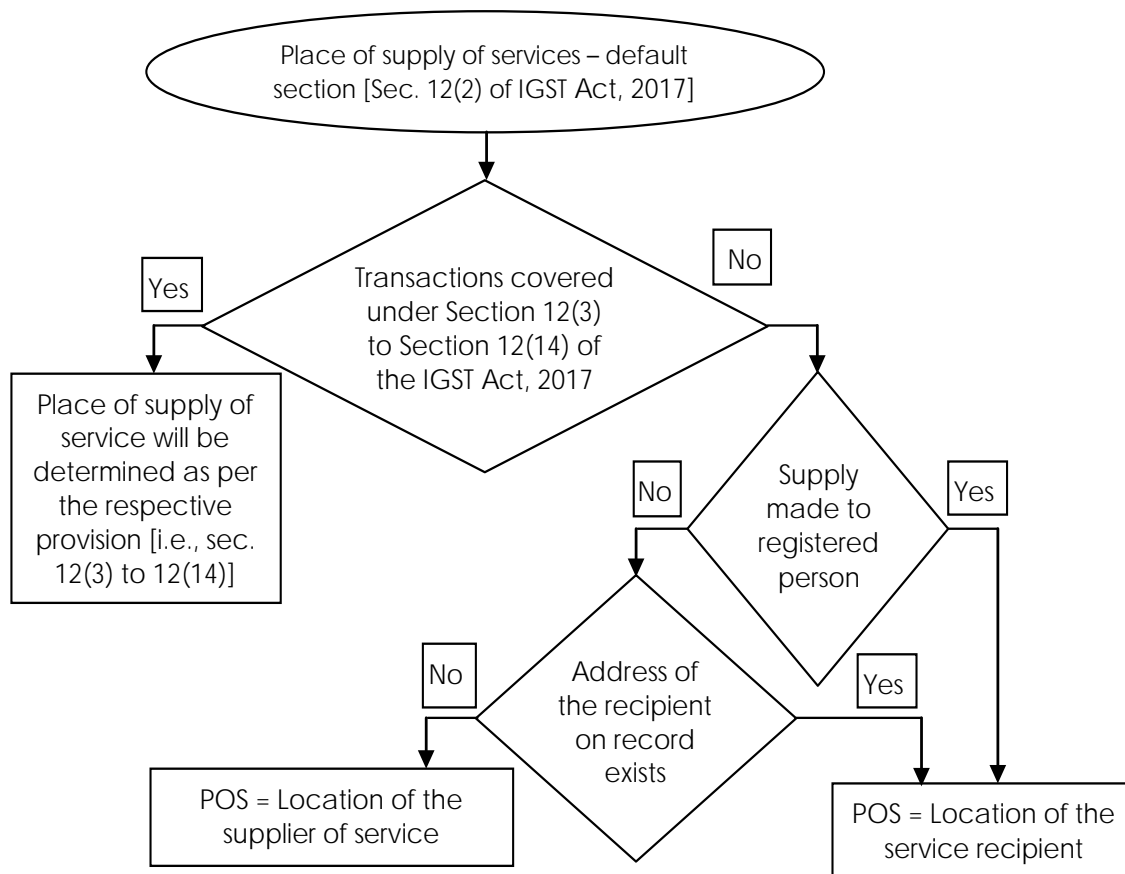 Place of supply of services – default
section [Sec. 12(2) of IGST Act, 2017]
Yes
No
Transactions covered
under Section 12(3)
to Section 12(14) of
the IGST Act, 2017
Place of supply of
service will be
determined as per
the respective
provision [i.e., sec.
12(3) to 12(14)]
No
Supply
made to
registered
person
Yes
No
Address of
the recipient
on record
exists
Yes
POS = Location of the
supplier of service
POS = Location of the
service recipient